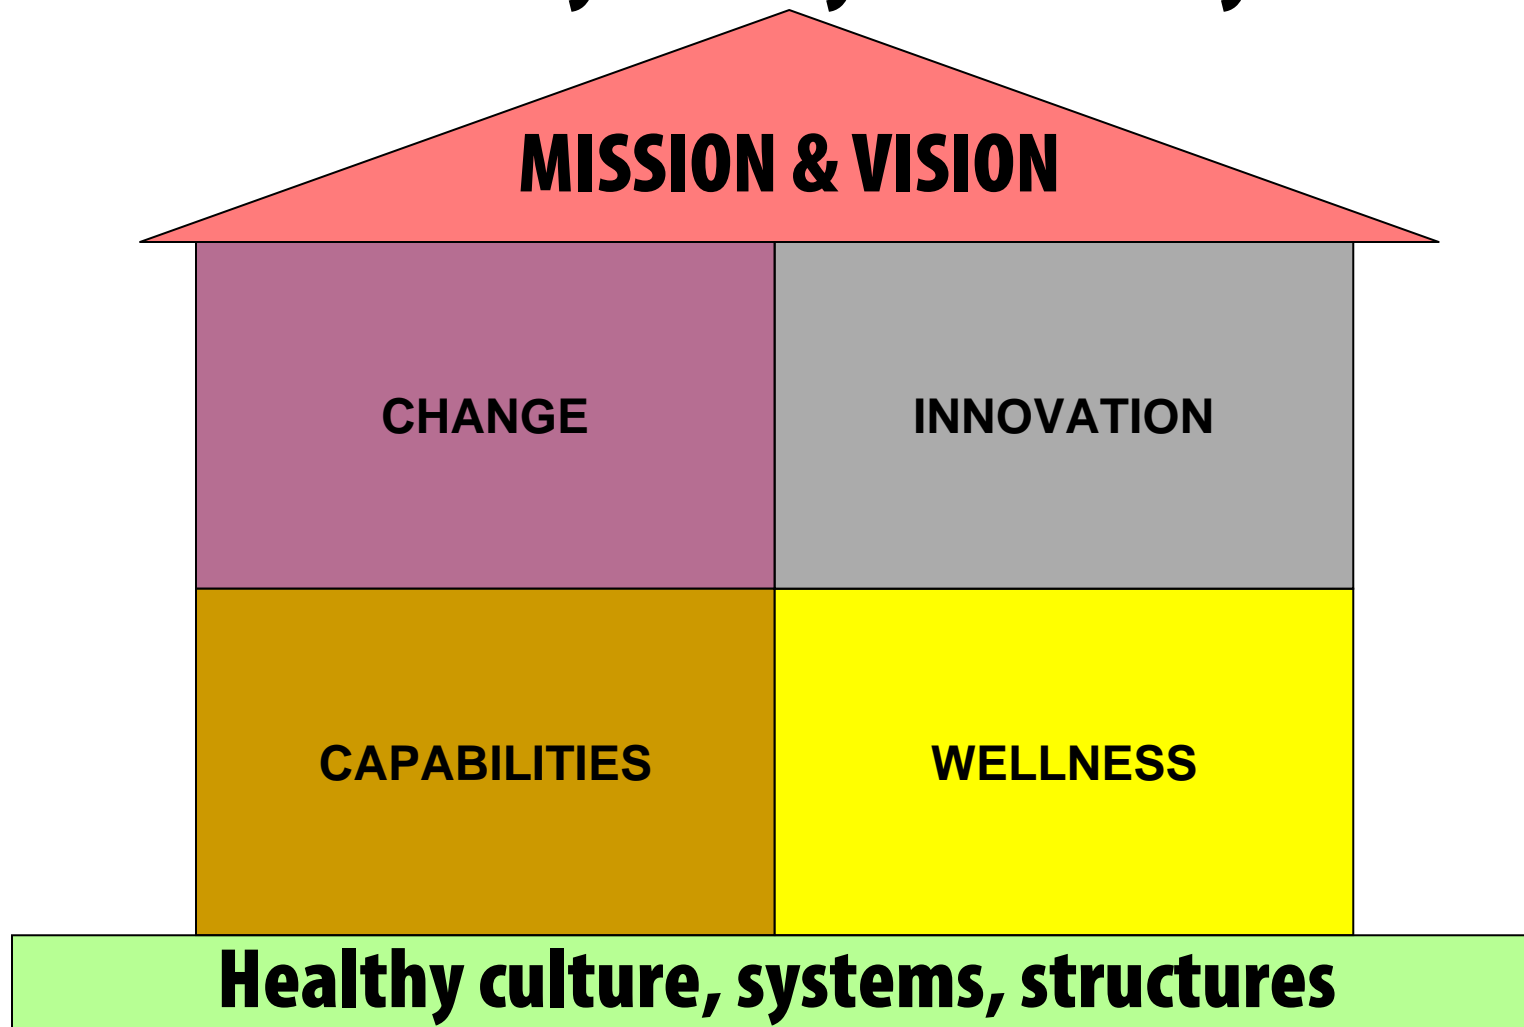 MISSION & VISION
CHANGE
INNOVATION
CAPABILITIES
WELLNESS
Healthy culture, systems, structures